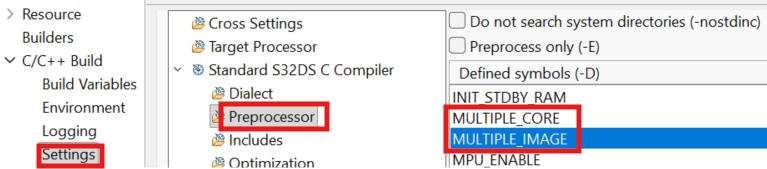 Resource
Builders
C/C++ Build
Build Variables
Environment
Logging
Settings
Cross Settings
Target Processor
Standard S32DS C Compiler
Dialect
Preprocessor
Includes
Optimization
Do not search system directories (-nostdinc)
Preprocess only (-E)
Defined symbols (-D)
INIT_STDBY_RAM
MULTIPLE_CORE
MULTIPLE_IMAGE
MPU_ENABLE